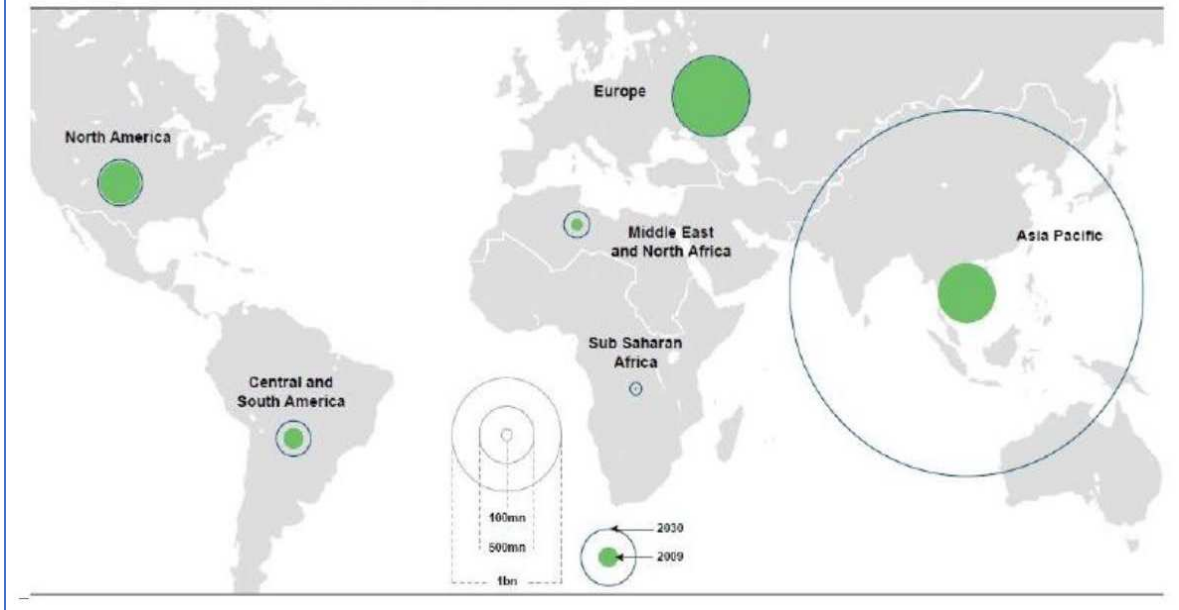 Europe
North America
Middle East
and North Africa
Asia Pacific
Sub Saharan
Africa
Central and
South America
100mn
500mn
1bn
2030
2009